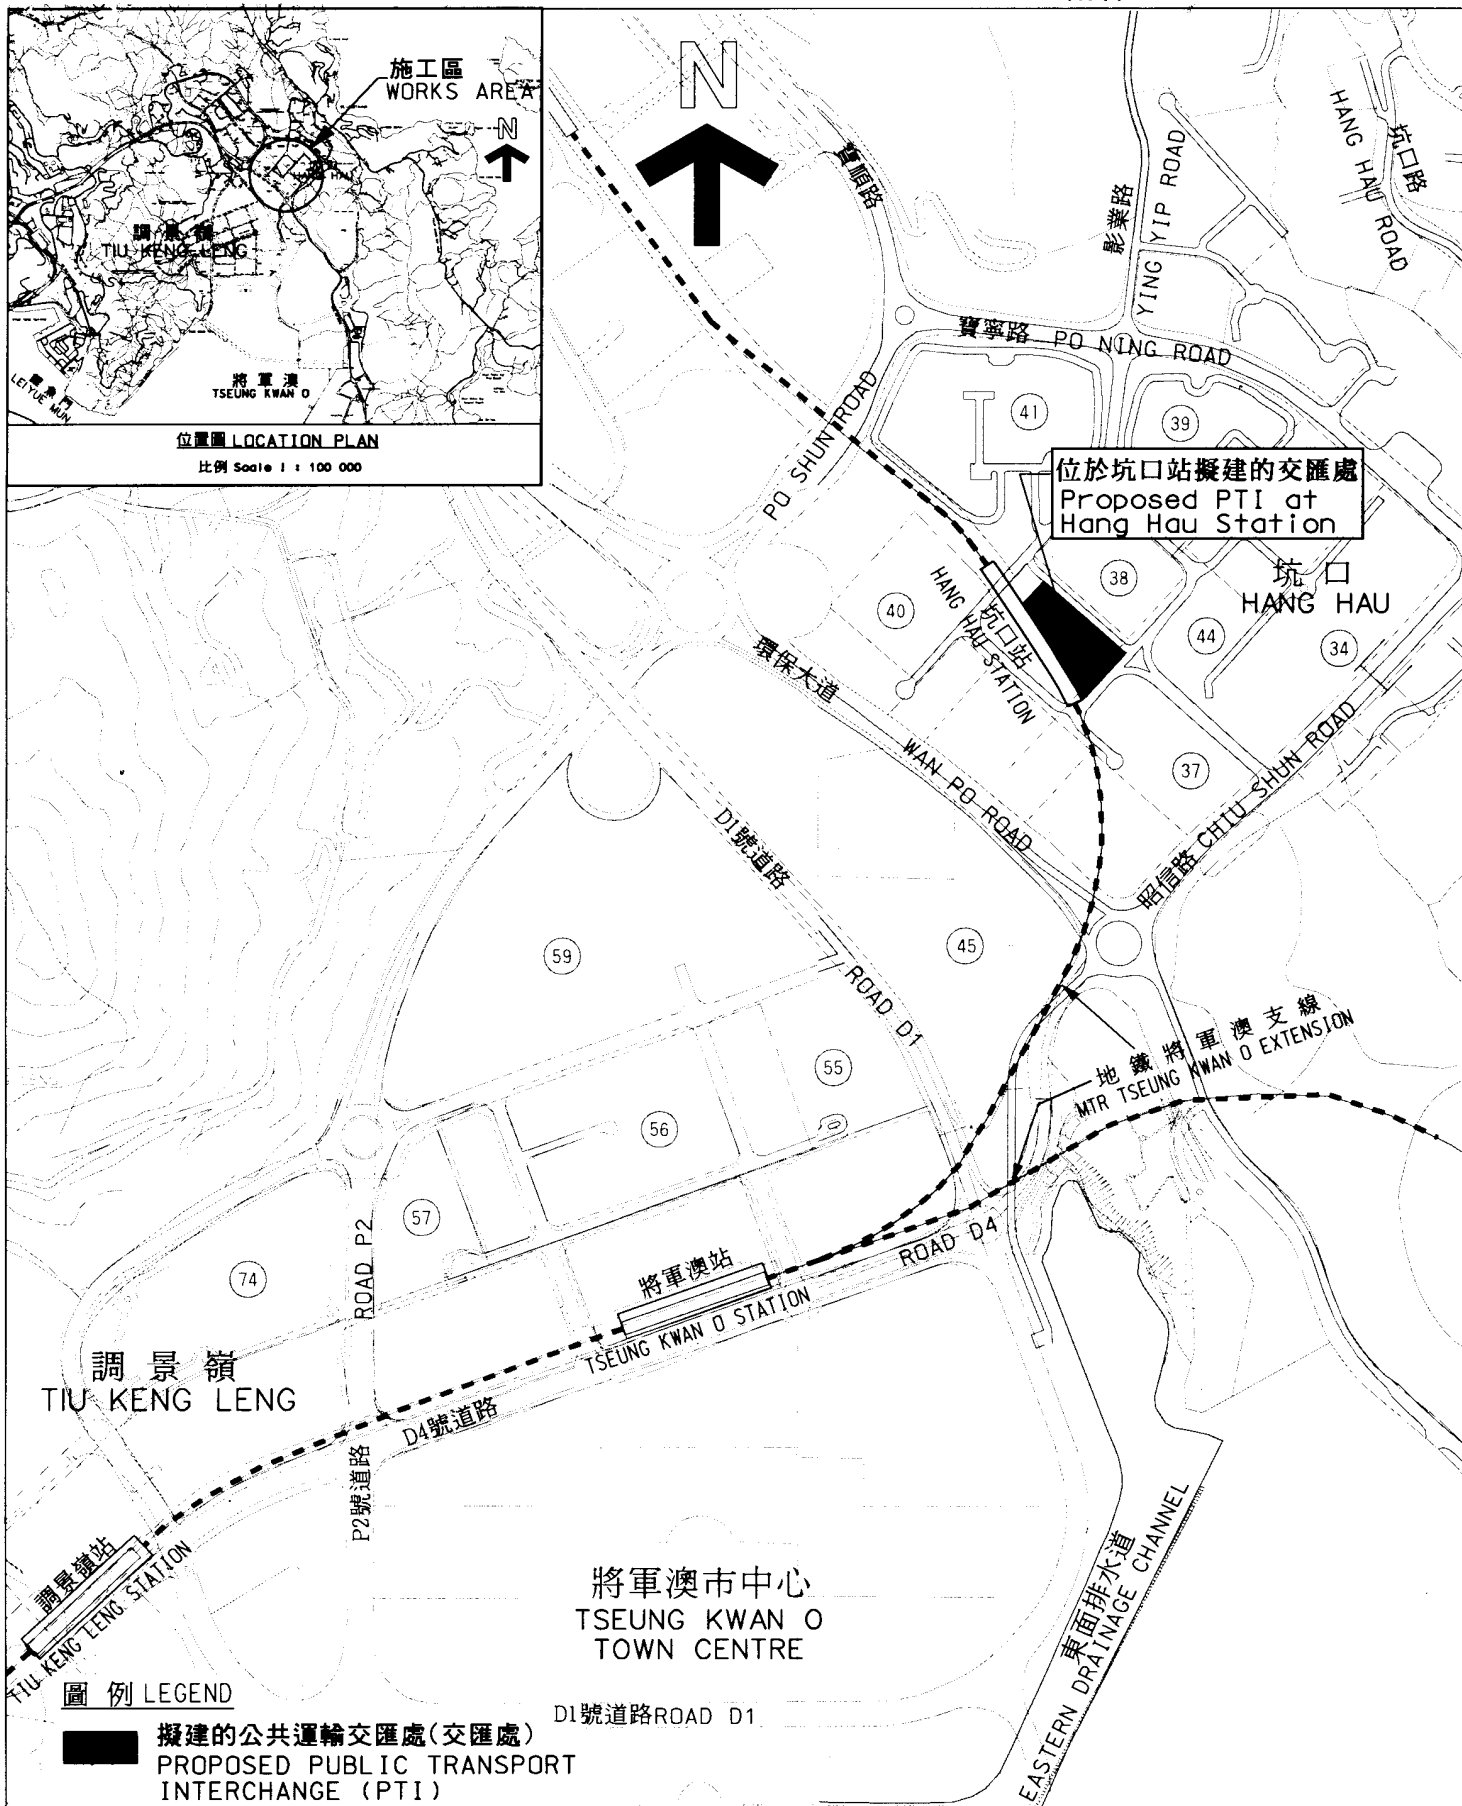 施工區
WORKS AREA
N
調景嶺
TIU KENG LENG
LEI YUE MUN
將軍澳
TSEUNG KWAN O
位置圖 LOCATION PLAN
比例 Scale 1 : 100 000
N
寶順路
PO SHUN ROAD
影業路
YING YIP ROAD
坑口路
HANG HAU ROAD
寶寧路 PO NING ROAD
41
39
位於坑口站擬建的交匯處
Proposed PTI at
Hang Hau Station
38
坑口
HANG HAU
40
坑口站
HANG HAU STATION
44
34
環保大道
WAN PO ROAD
37
昭信路 CHIU SHUN ROAD
D1號道路
ROAD D1
59
45
地鐵將軍澳支線
MTR TSEUNG KWAN O EXTENSION
55
56
57
ROAD P2
74
將軍澳站
TSEUNG KWAN O STATION
ROAD D4
調景嶺
TIU KENG LENG
D4號道路
P2號道路
調景嶺站
TIU KENG LENG STATION
將軍澳市中心
TSEUNG KWAN O
TOWN CENTRE
東面排水道
EASTERN DRAINAGE CHANNEL
D1號道路ROAD D1
圖例 LEGEND
擬建的公共運輸交匯處(交匯處)
PROPOSED PUBLIC TRANSPORT
INTERCHANGE (PTI)